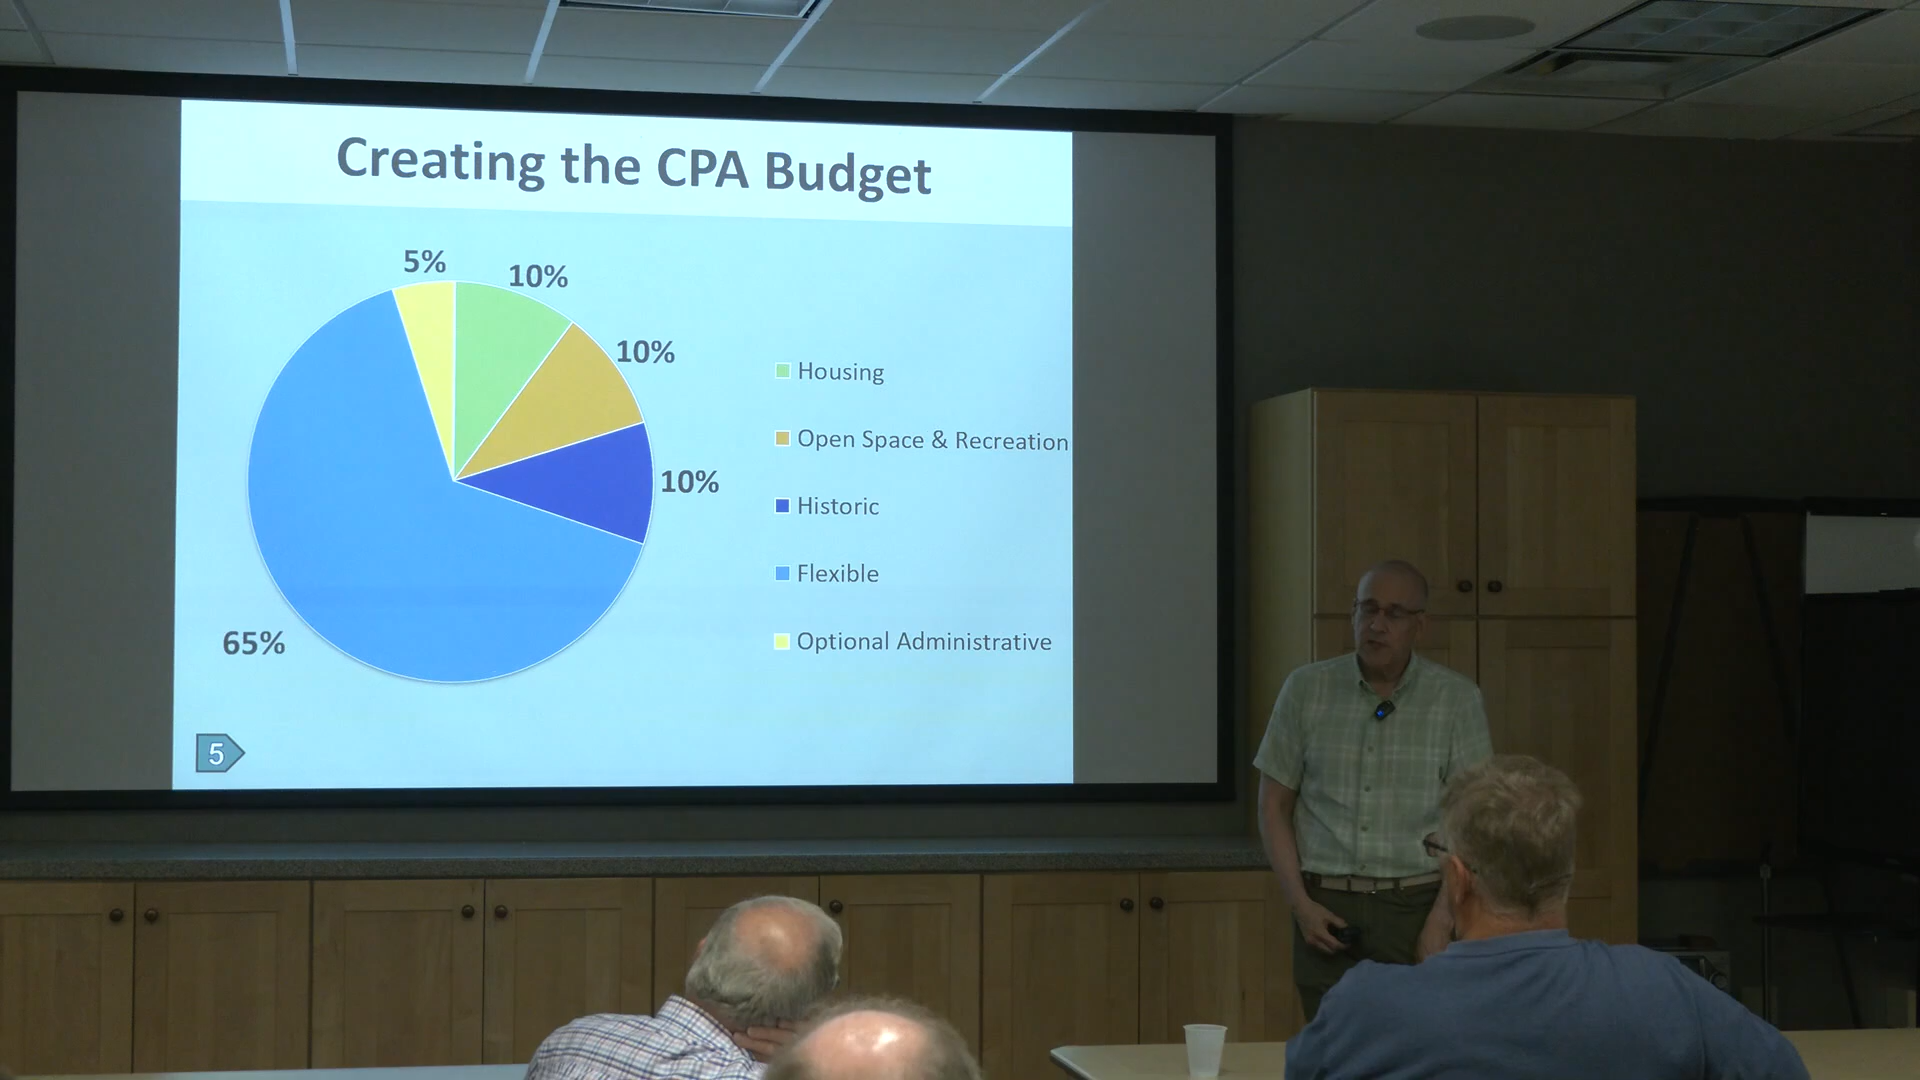 Creating the CPA Budget
5%
10%
10%
10%
65%
Housing
Open Space & Recreation
Historic
Flexible
Optional Administrative
5